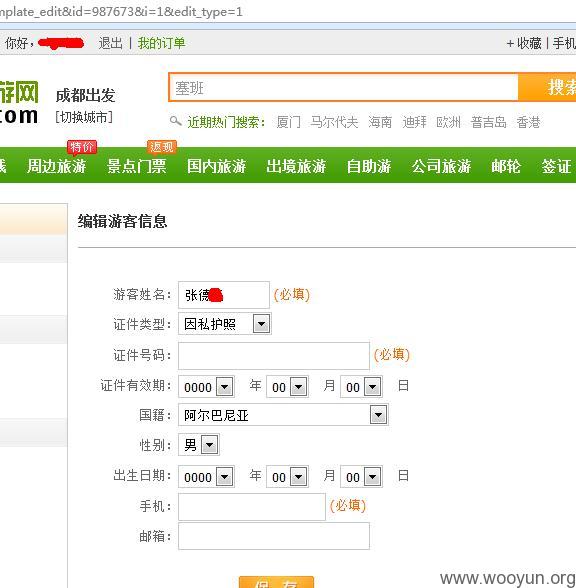 mplate_edit&id=987673&i=1&edit_type=1
你好， 退出 | 我的订单 + 收藏 | 手机
游网 成都出发 塞班 搜索
com [切换城市] 近期热门搜索： 厦门 马尔代夫 海南 迪拜 欧洲 普吉岛 香港
特价 返现
线 周边旅游 景点门票 国内旅游 出境旅游 自助游 公司旅游 邮轮 签证
编辑游客信息
游客姓名： 张德 (必填)
证件类型： 因私护照
证件号码： (必填)
证件有效期： 0000 年 00 月 00 日
国籍： 阿尔巴尼亚
性别： 男
出生日期： 0000 年 00 月 00 日
手机： (必填)
邮箱：
保 存
www.wooyun.org